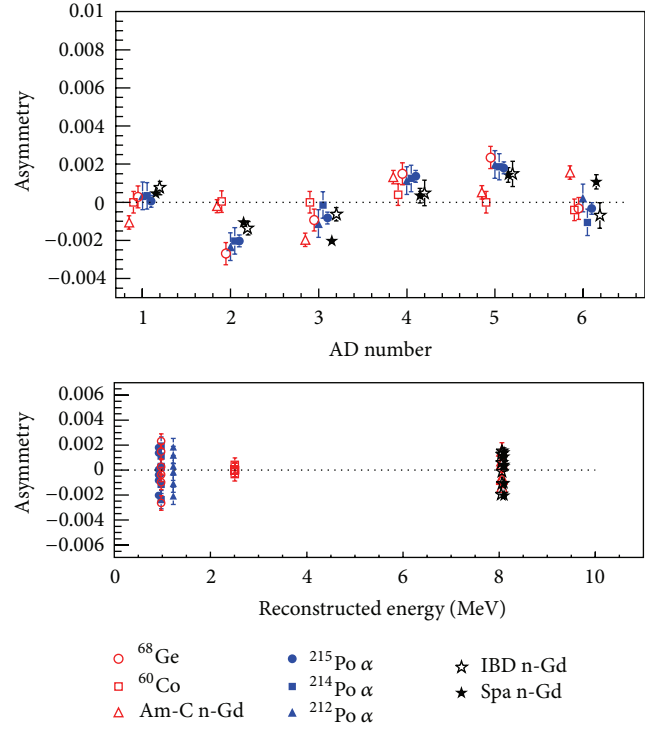 0.01
0.008
0.006
0.004
0.002
0
−0.002
−0.004
Asymmetry
1 2 3 4 5 6
AD number
0.006
0.004
0.002
0
−0.002
−0.004
−0.006
Asymmetry
0 2 4 6 8 10
Reconstructed energy (MeV)
⁶⁸Ge
⁶⁰Co
Am-C n-Gd
²¹⁵Po α
²¹⁴Po α
²¹²Po α
IBD n-Gd
Spa n-Gd